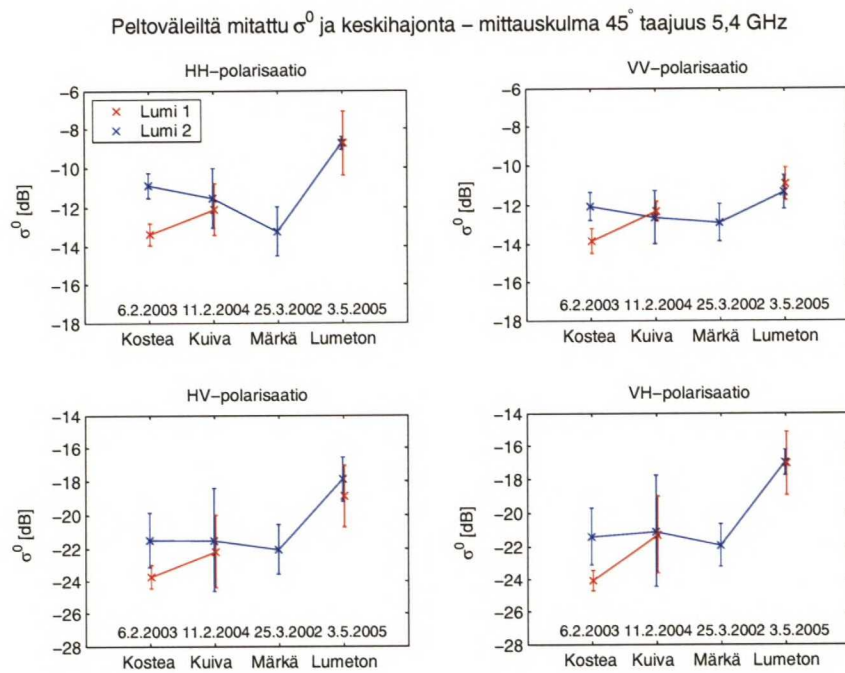 Peltoväleiltä mitattu σ⁰ ja keskihajonta – mittauskulma 45° taajuus 5,4 GHz
HH–polarisaatio
−6
−8
−10
−12
−14
−16
−18
σ⁰ [dB]
Lumi 1
Lumi 2
6.2.2003 11.2.2004 25.3.2002 3.5.2005
Kostea Kuiva Märkä Lumeton
VV–polarisaatio
−6
−8
−10
−12
−14
−16
−18
σ⁰ [dB]
6.2.2003 11.2.2004 25.3.2002 3.5.2005
Kostea Kuiva Märkä Lumeton
HV–polarisaatio
−14
−16
−18
−20
−22
−24
−26
−28
σ⁰ [dB]
6.2.2003 11.2.2004 25.3.2002 3.5.2005
Kostea Kuiva Märkä Lumeton
VH–polarisaatio
−14
−16
−18
−20
−22
−24
−26
−28
σ⁰ [dB]
6.2.2003 11.2.2004 25.3.2002 3.5.2005
Kostea Kuiva Märkä Lumeton